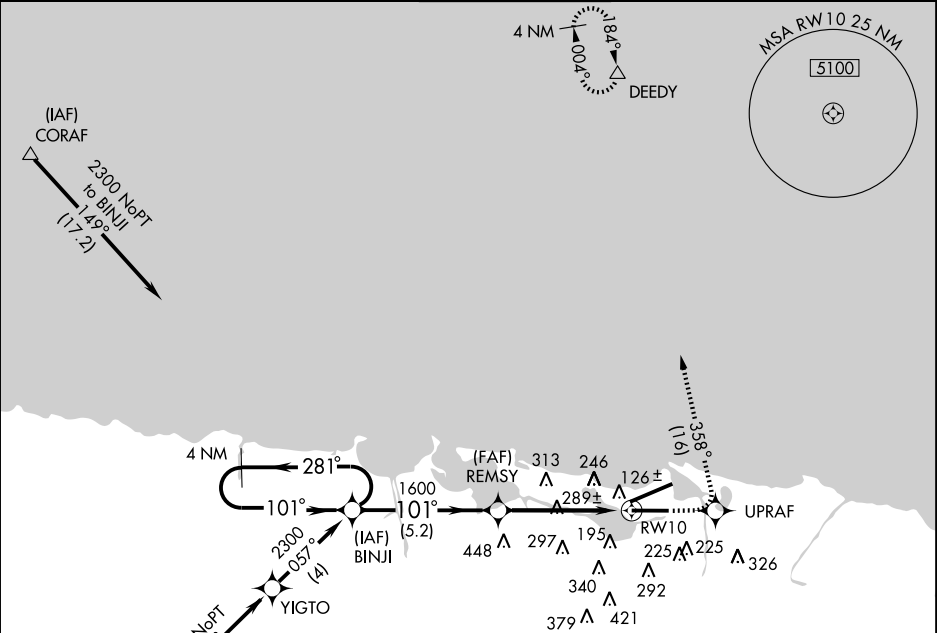 MSA RW10 25 NM
5100
4 NM
184°
004°
DEEDY
(IAF)
CORAF
2300 NoPT
to BINJI
149°
(17.2)
358°
(16)
4 NM
281°
101°
(IAF)
BINJI
1600
101°
(5.2)
(FAF)
REMSY
313
246
126±
289±
RW10
UPRAF
448
297
195
225
225
326
340
292
379
421
2300
057°
(4)
YIGTO
NoPT